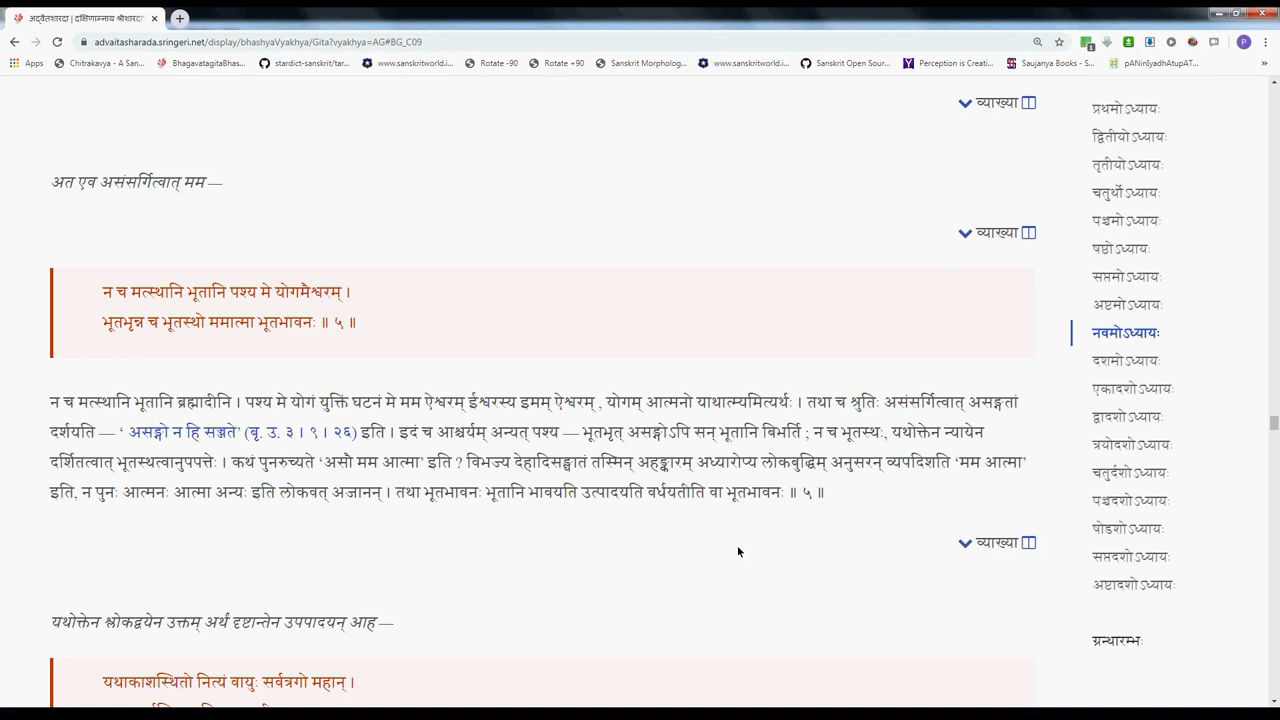 अद्वैतशारदा | दक्षिणाम्नाय श्रीशारदा
advaitasharada.sringeri.net/display/bhashyaVyakhya/Gita?vyakhya=AG#BG_C09
Apps Chitrakavya - A San... BhagavatagitaBhas... stardict-sanskrit/tar... www.sanskritworld.i... Rotate -90 Rotate +90 Sanskrit Morpholog... www.sanskritworld.i... Sanskrit Open Sour... Perception is Creati... Saujanya Books - S... pANinIyadhAtupAT... »
व्याख्या
अत एव असंसर्गित्वात् मम —
व्याख्या
न च मत्स्थानि भूतानि पश्य मे योगमैश्वरम् ।
भूतभृन्न च भूतस्थो ममात्मा भूतभावनः ॥ ५ ॥
न च मत्स्थानि भूतानि ब्रह्मादीनि । पश्य मे योगं युक्तिं घटनं मे मम ऐश्वरम् ईश्वरस्य इमम् ऐश्वरम् , योगम् आत्मनो याथात्म्यमित्यर्थः । तथा च श्रुतिः असंसर्गित्वात् असङ्गतां
दर्शयति — ‘ असङ्गो न हि सज्जते’ (बृ. उ. ३ । ९ । २६) इति । इदं च आश्चर्यम् अन्यत् पश्य — भूतभृत् असङ्गोऽपि सन् भूतानि बिभर्ति ; न च भूतस्थः, यथोक्तेन न्यायेन
दर्शितत्वात् भूतस्थत्वानुपपत्तेः । कथं पुनरुच्यते ‘असौ मम आत्मा’ इति ? विभज्य देहादिसङ्घातं तस्मिन् अहङ्कारम् अध्यारोप्य लोकबुद्धिम् अनुसरन् व्यपदिशति ‘मम आत्मा’
इति, न पुनः आत्मनः आत्मा अन्यः इति लोकवत् अजानन् । तथा भूतभावनः भूतानि भावयति उत्पादयति वर्धयतीति वा भूतभावनः ॥ ५ ॥
व्याख्या
यथोक्तेन श्लोकद्वयेन उक्तम् अर्थं दृष्टान्तेन उपपादयन् आह —
यथाकाशस्थितो नित्यं वायुः सर्वत्रगो महान् ।
प्रथमोऽध्यायः
द्वितीयोऽध्यायः
तृतीयोऽध्यायः
चतुर्थोऽध्यायः
पञ्चमोऽध्यायः
षष्ठोऽध्यायः
सप्तमोऽध्यायः
अष्टमोऽध्यायः
नवमोऽध्यायः
दशमोऽध्यायः
एकादशोऽध्यायः
द्वादशोऽध्यायः
त्रयोदशोऽध्यायः
चतुर्दशोऽध्यायः
पञ्चदशोऽध्यायः
षोडशोऽध्यायः
सप्तदशोऽध्यायः
अष्टादशोऽध्यायः
ग्रन्थारम्भः